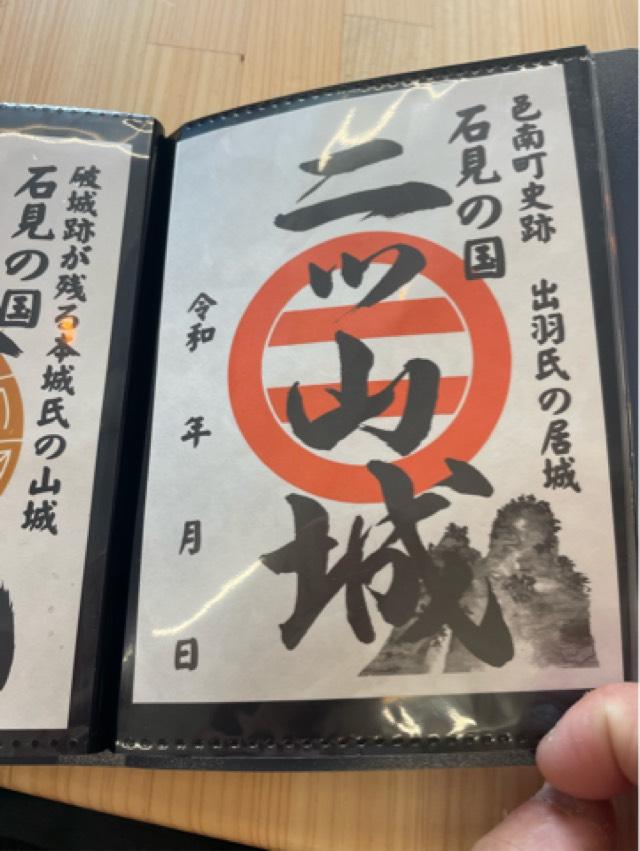 邑南町史跡 出羽氏の居城
石見の国
二ツ山城
令和 年 月 日
破城跡が残る本城氏の山城
石見の国